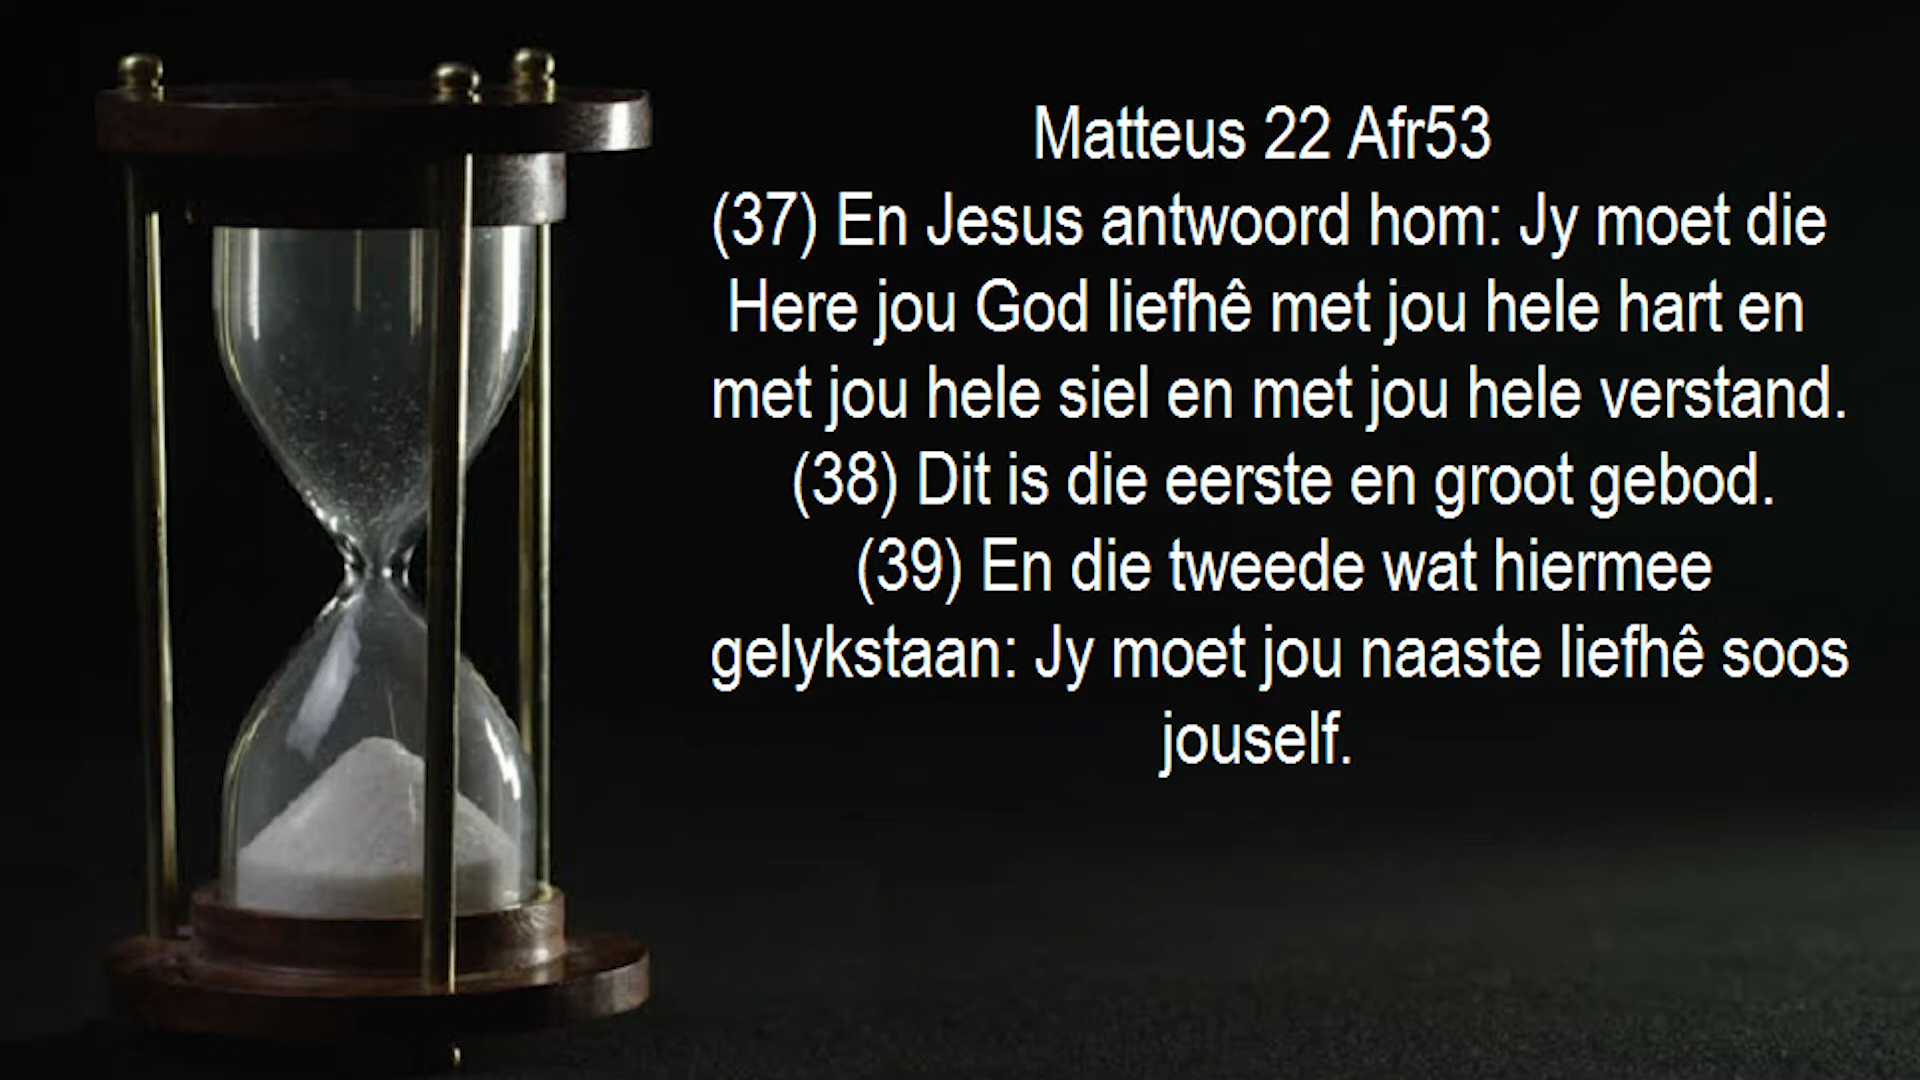 Matteus 22 Afr53
(37) En Jesus antwoord hom: Jy moet die
Here jou God liefhê met jou hele hart en
met jou hele siel en met jou hele verstand.
(38) Dit is die eerste en groot gebod.
(39) En die tweede wat hiermee
gelykstaan: Jy moet jou naaste liefhê soos
jouself.